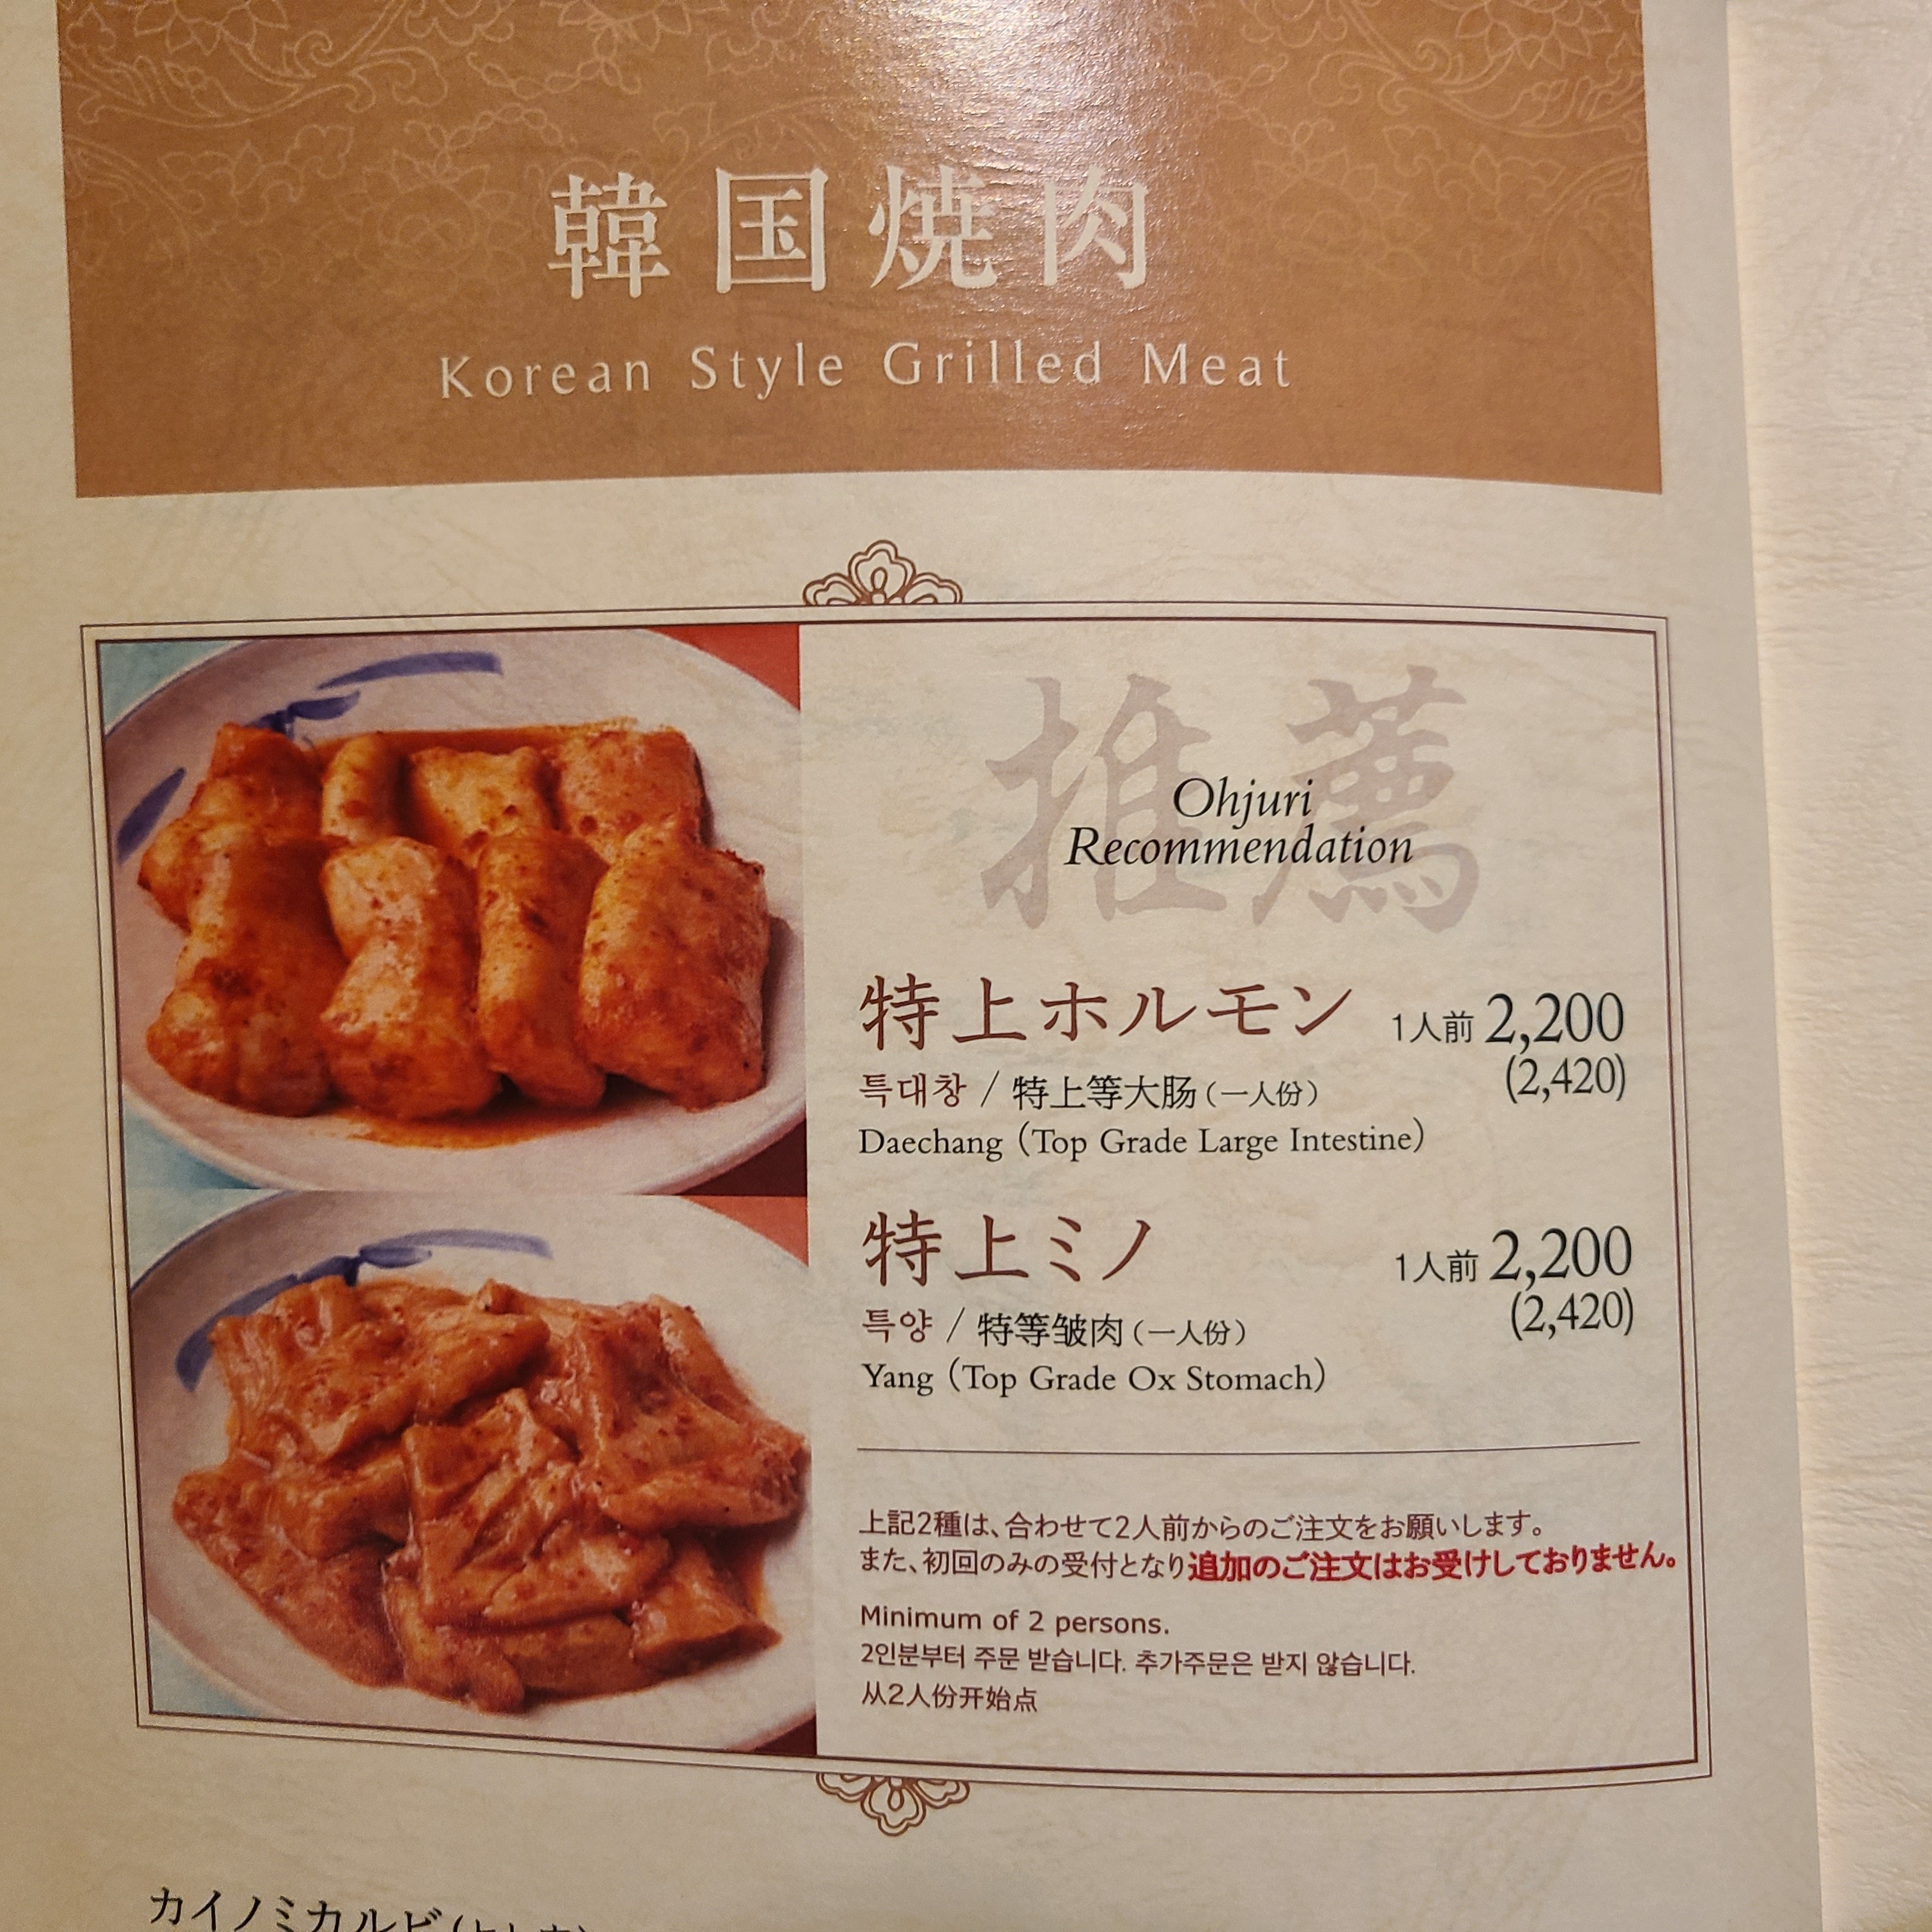 韓国焼肉
Korean Style Grilled Meat
推薦
Ohjuri
Recommendation
特上ホルモン 1人前 2,200
(2,420)
특대창 / 特上等大肠（一人份）
Daechang (Top Grade Large Intestine)
特上ミノ 1人前 2,200
(2,420)
특양 / 特等皱肉（一人份）
Yang (Top Grade Ox Stomach)
上記2種は、合わせて2人前からのご注文をお願いします。
また、初回のみの受付となり追加のご注文はお受けしておりません。
Minimum of 2 persons.
2인분부터 주문 받습니다. 추가주문은 받지 않습니다.
从2人份开始点
カイノミカルビ